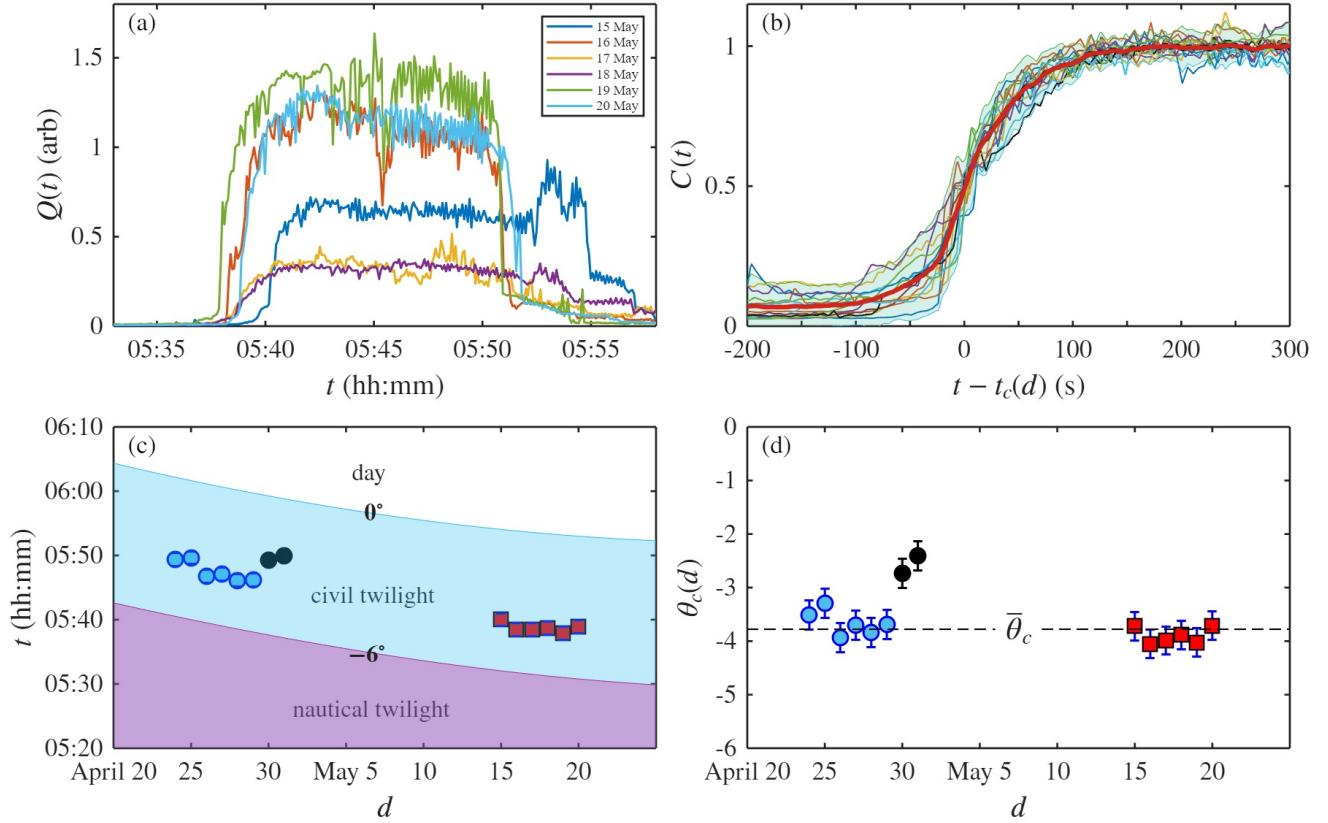 (a)
Q(t) (arb)
1.5
1
0.5
0
05:35 05:40 05:45 05:50 05:55
t (hh:mm)
15 May
16 May
17 May
18 May
19 May
20 May
(b)
C(t)
1
0.5
0
-200 -100 0 100 200 300
t − t_c(d) (s)
(c)
t (hh:mm)
06:10
06:00
05:50
05:40
05:30
05:20
day
0°
civil twilight
−6°
nautical twilight
April 20 25 30 May 5 10 15 20
d
(d)
θ_c(d)
0
-1
-2
-3
-4
-5
-6
θ̅_c
April 20 25 30 May 5 10 15 20
d